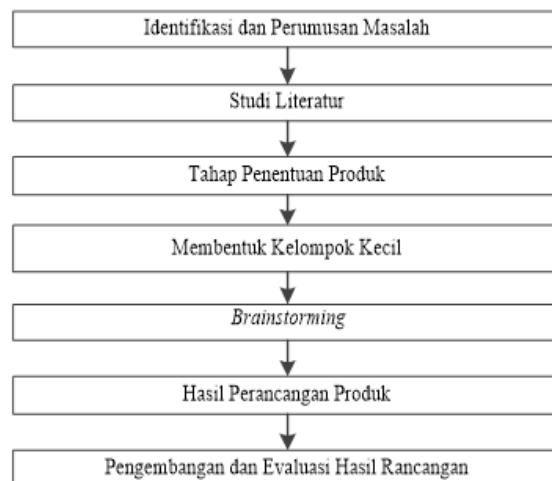 Identifikasi dan Perumusan Masalah
Studi Literatur
Tahap Penentuan Produk
Membentuk Kelompok Kecil
Brainstorming
Hasil Perancangan Produk
Pengembangan dan Evaluasi Hasil Rancangan